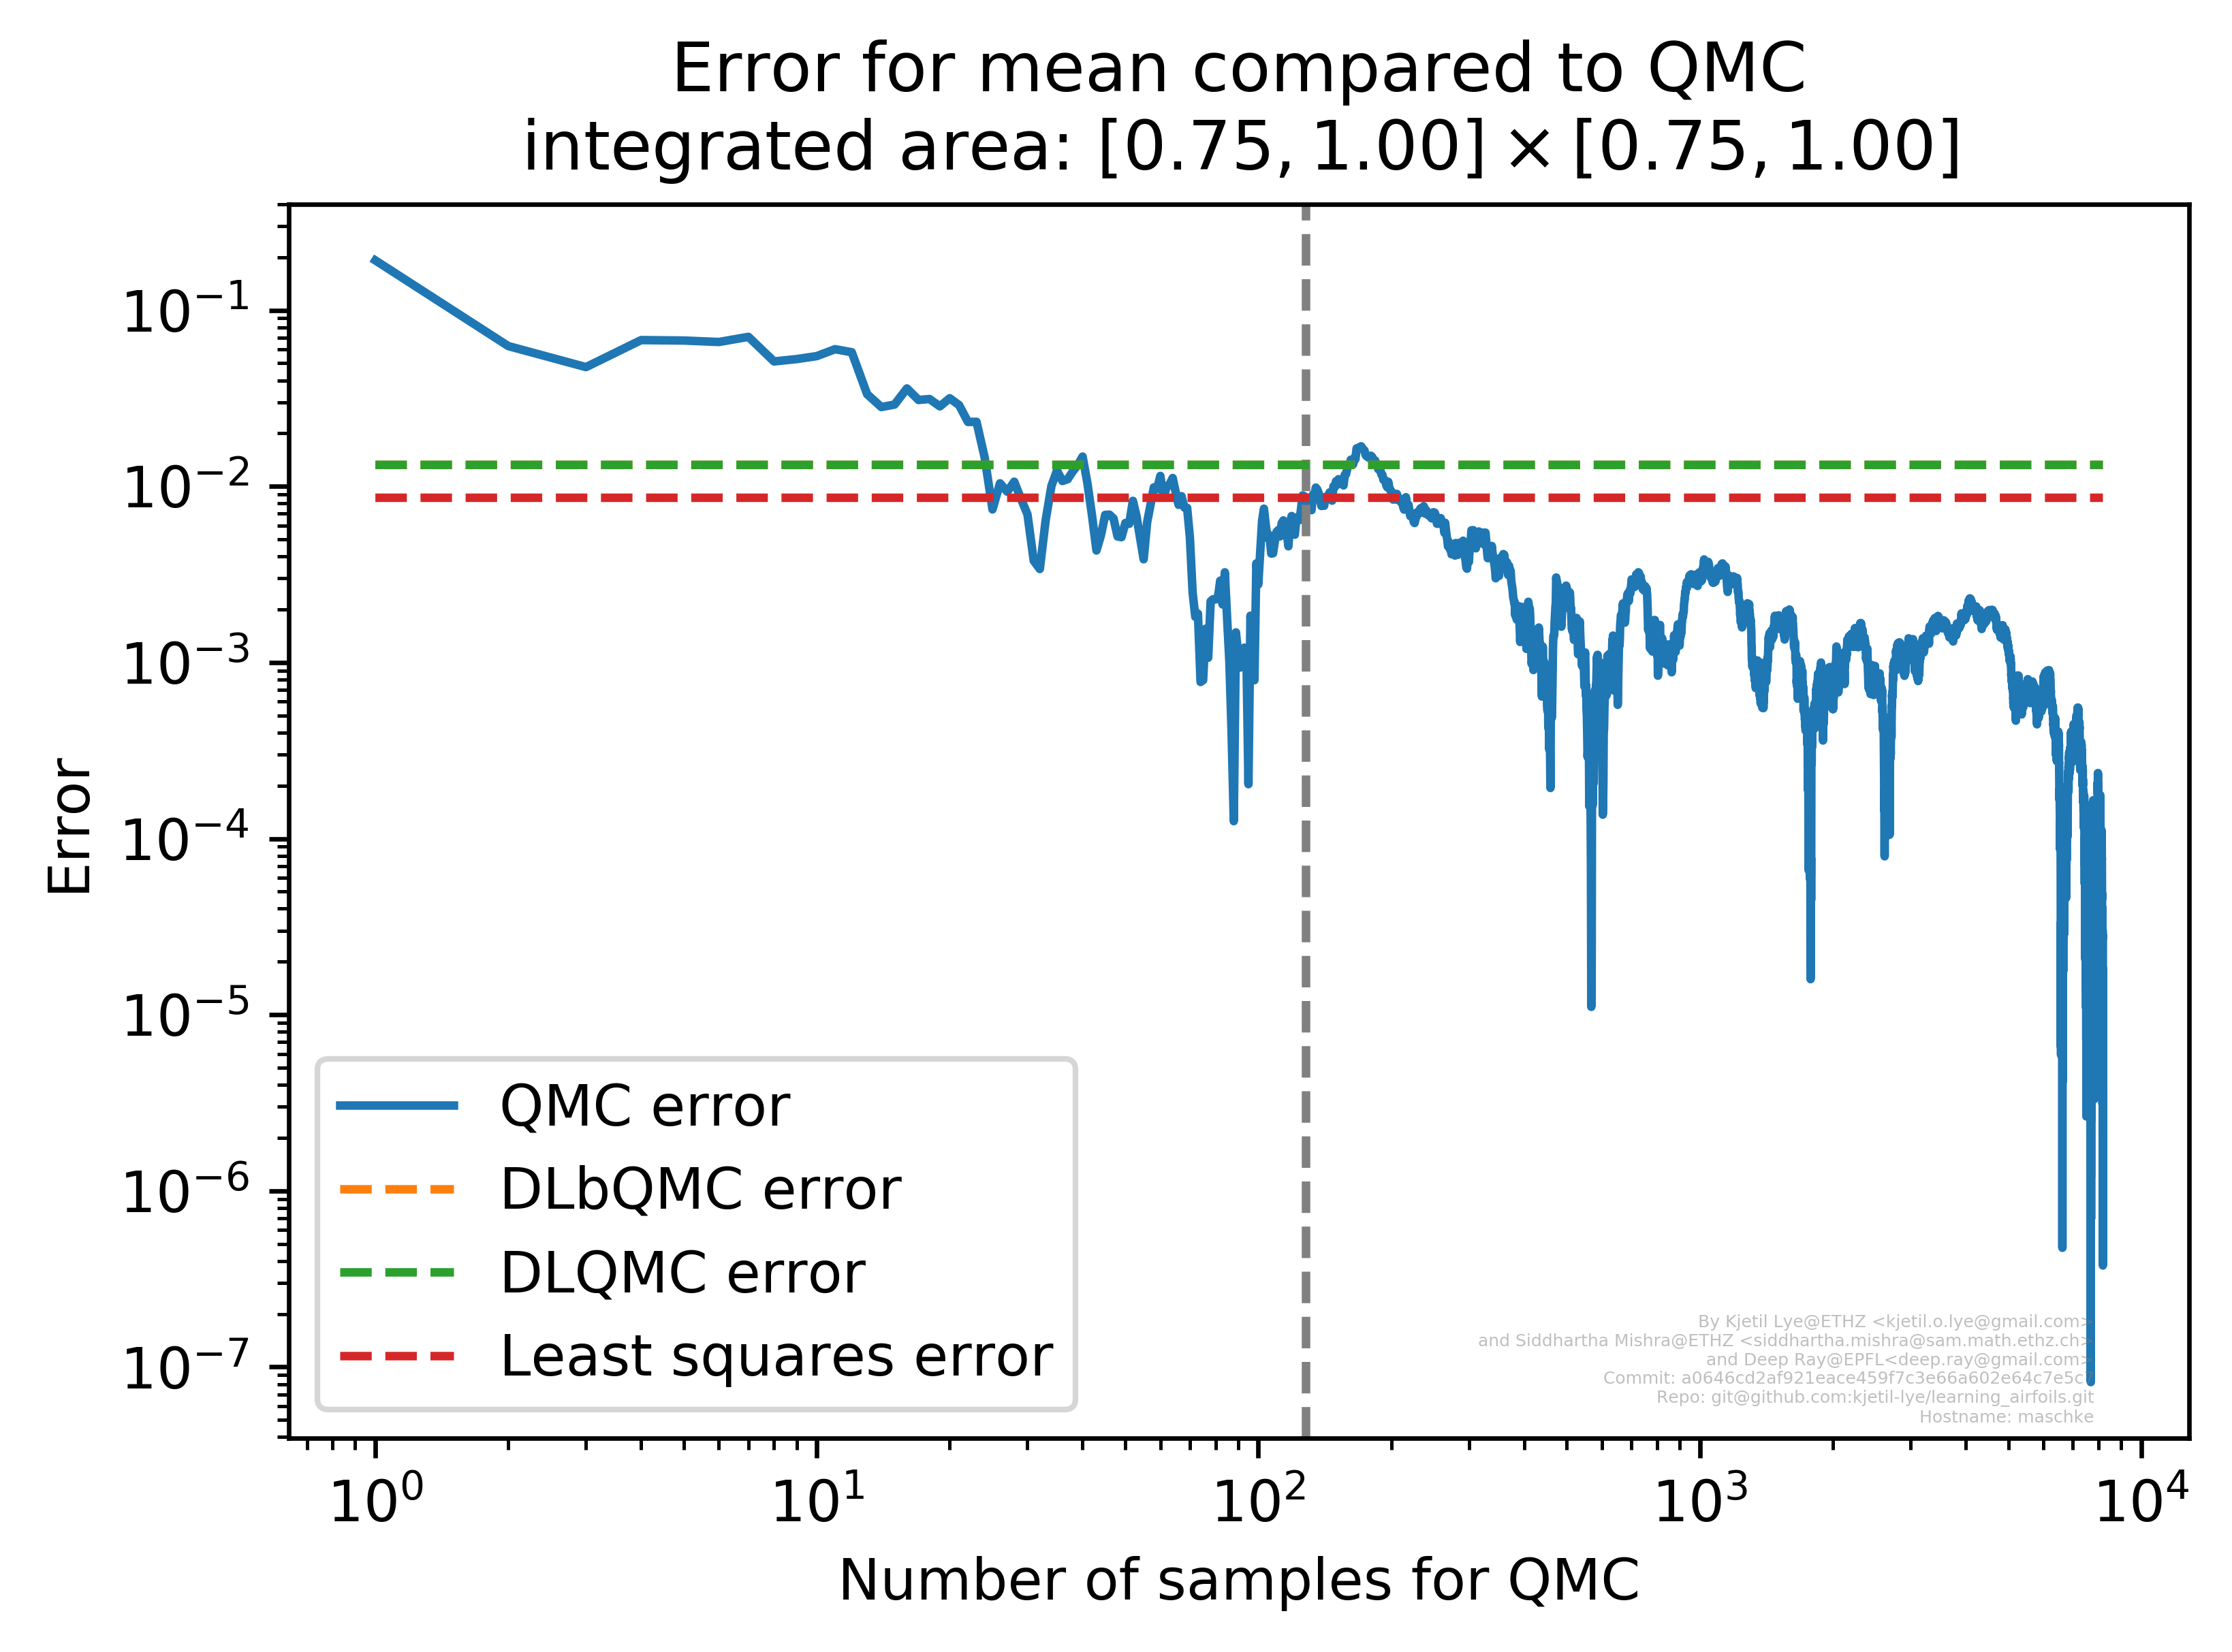 Error for mean compared to QMC
integrated area: [0.75, 1.00] × [0.75, 1.00]
Error
10⁻¹
10⁻²
10⁻³
10⁻⁴
10⁻⁵
10⁻⁶
10⁻⁷
QMC error
DLbQMC error
DLQMC error
Least squares error
By Kjetil Lye@ETHZ <kjetil.o.lye@gmail.com>
and Siddhartha Mishra@ETHZ <siddhartha.mishra@sam.math.ethz.ch>
and Deep Ray@EPFL<deep.ray@gmail.com>
Commit:
Repo: git@github.com:kjetil-lye/learning_airfoils.git
Hostname: maschke
10⁰ 10¹ 10² 10³ 10⁴
Number of samples for QMC